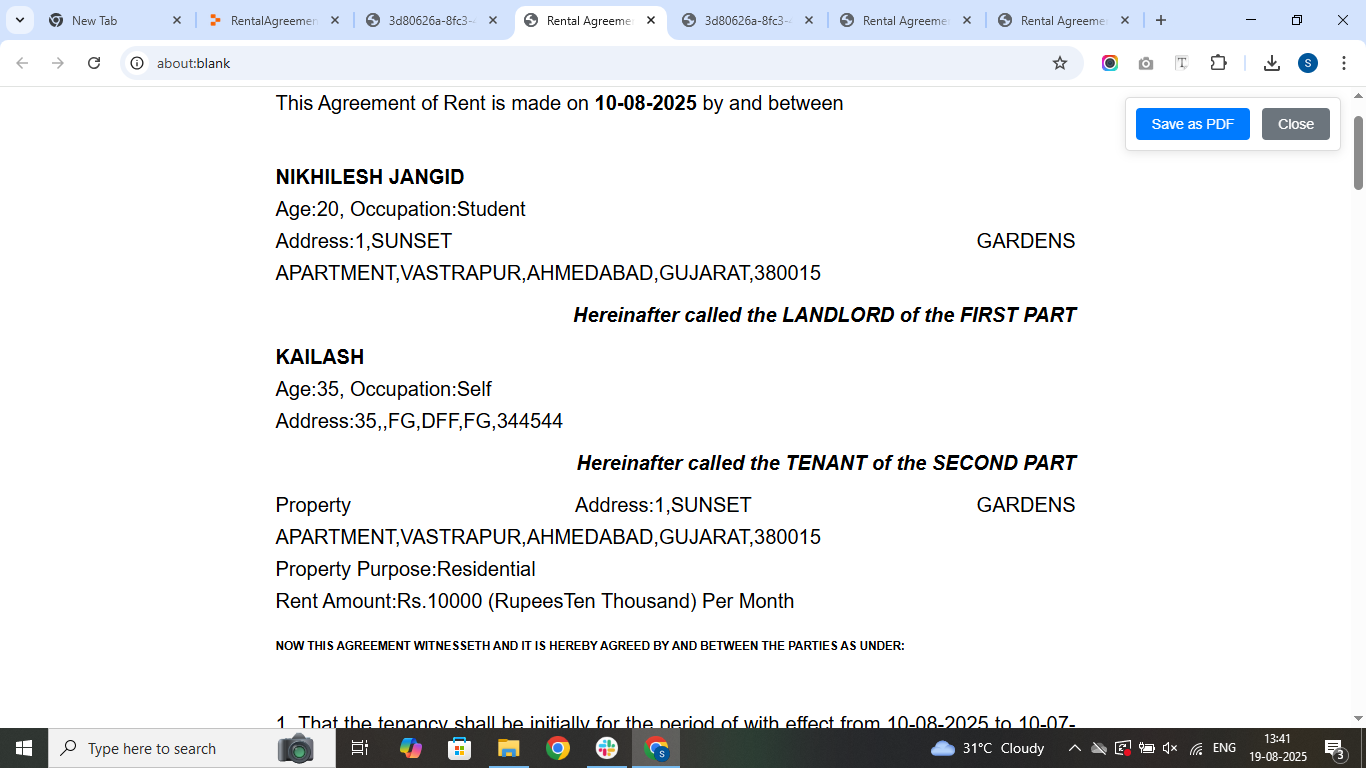 New Tab
RentalAgreemen
3d80626a-8fc3-
Rental Agreeme
3d80626a-8fc3-
Rental Agreeme
Rental Agreeme
about:blank
S
This Agreement of Rent is made on 10-08-2025 by and between
Save as PDF
Close
NIKHILESH JANGID
Age:20, Occupation:Student
Address:1,SUNSET GARDENS
APARTMENT,VASTRAPUR,AHMEDABAD,GUJARAT,380015
Hereinafter called the LANDLORD of the FIRST PART
KAILASH
Age:35, Occupation:Self
Address:35,,FG,DFF,FG,344544
Hereinafter called the TENANT of the SECOND PART
Property Address:1,SUNSET GARDENS
APARTMENT,VASTRAPUR,AHMEDABAD,GUJARAT,380015
Property Purpose:Residential
Rent Amount:Rs.10000 (RupeesTen Thousand) Per Month
NOW THIS AGREEMENT WITNESSETH AND IT IS HEREBY AGREED BY AND BETWEEN THE PARTIES AS UNDER:
1. That the tenancy shall be initially for the period of with effect from 10-08-2025 to 10-07-
Type here to search
S
31°C Cloudy
ENG
13:41
19-08-2025
3